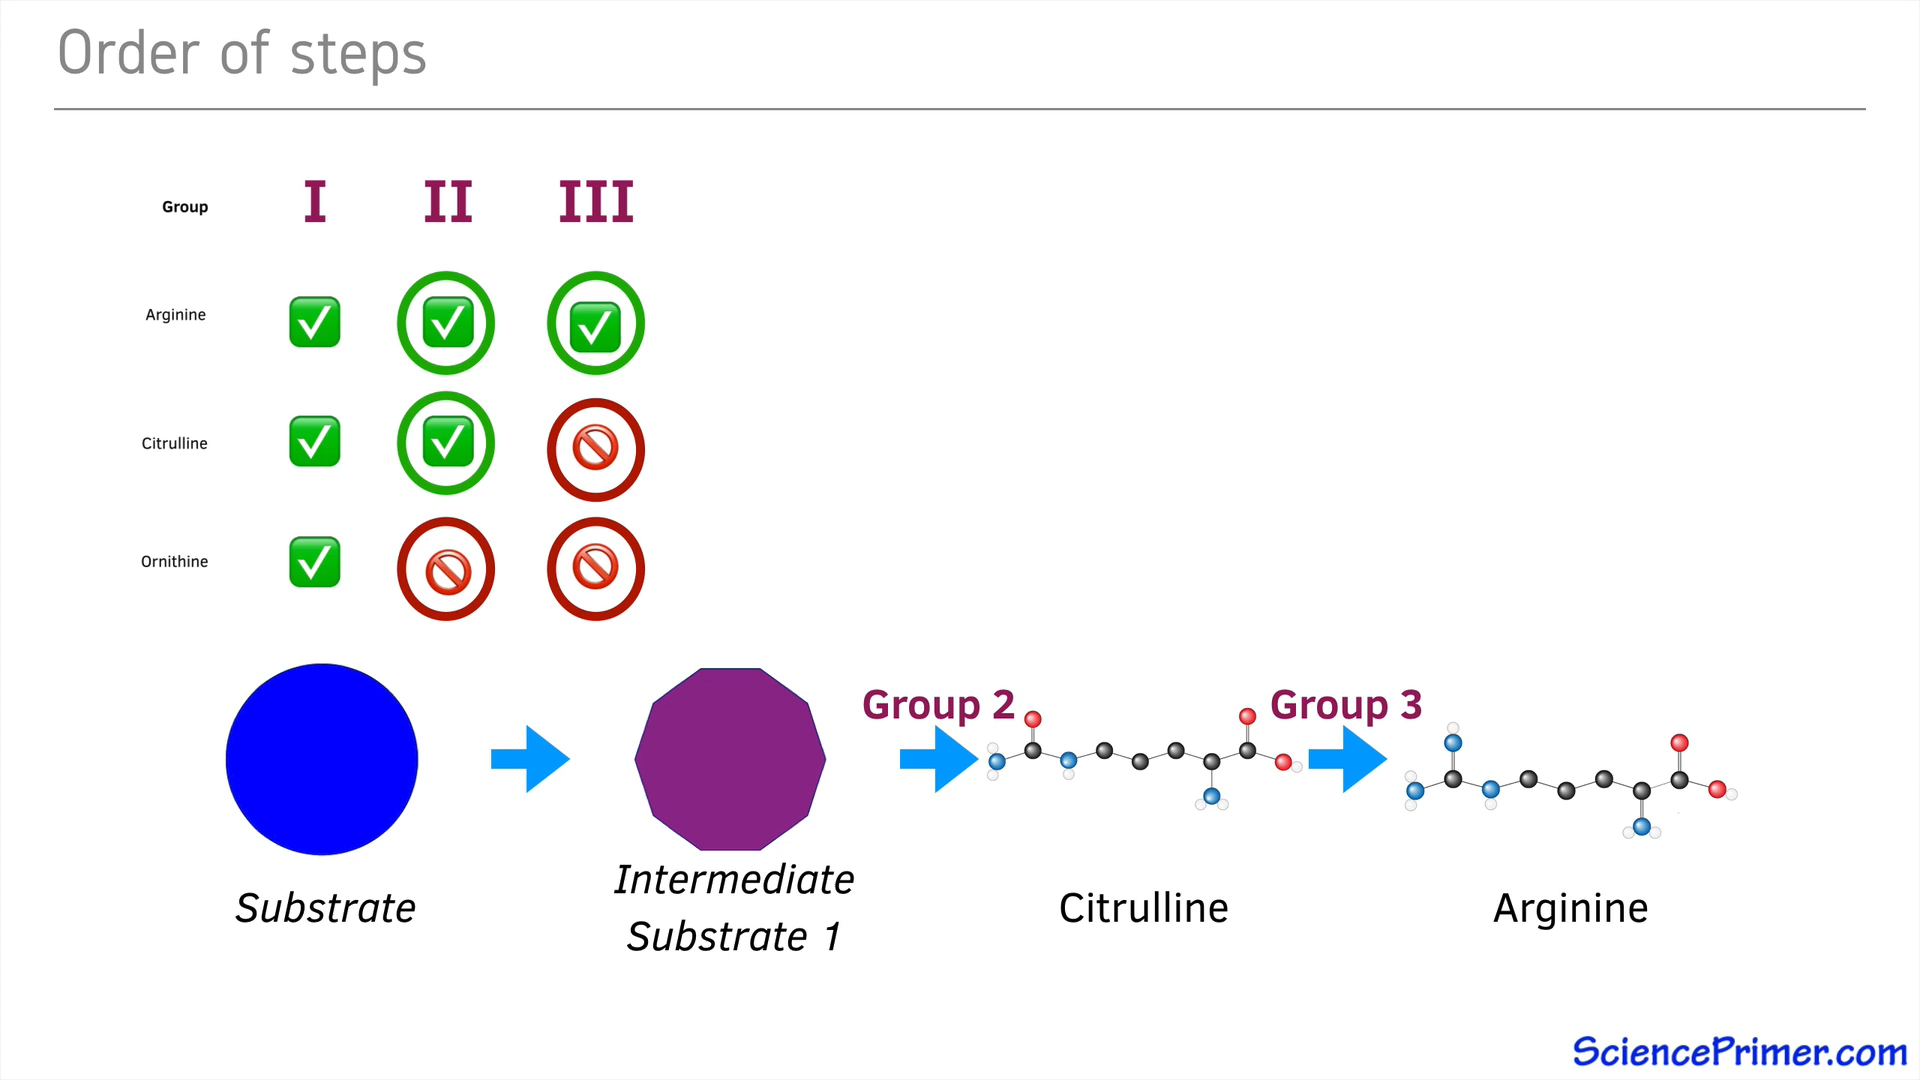 Order of steps
Group I II III
Arginine
Citrulline
Ornithine
Group 2 Group 3
Substrate
Intermediate
Substrate 1
Citrulline
Arginine
SciencePrimer.com